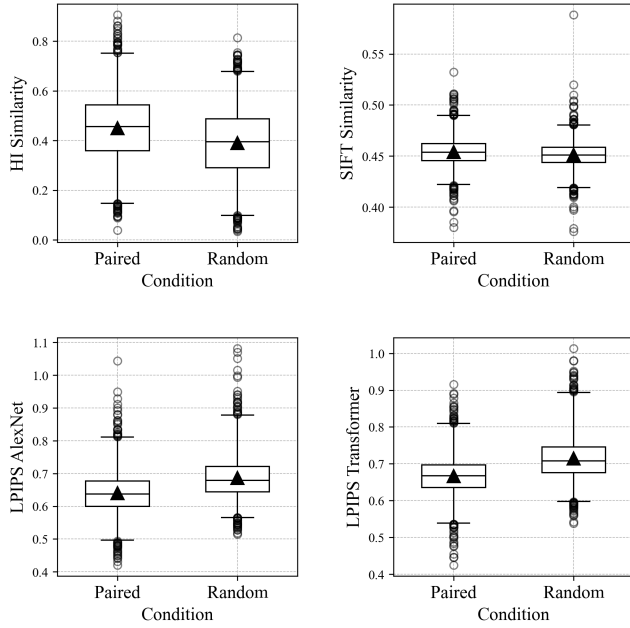 HI Similarity
0.8
0.6
0.4
0.2
0.0
Paired Random
Condition
SIFT Similarity
0.55
0.50
0.45
0.40
Paired Random
Condition
LPIPS AlexNet
1.1
1.0
0.9
0.8
0.7
0.6
0.5
0.4
Paired Random
Condition
LPIPS Transformer
1.0
0.9
0.8
0.7
0.6
0.5
0.4
Paired Random
Condition